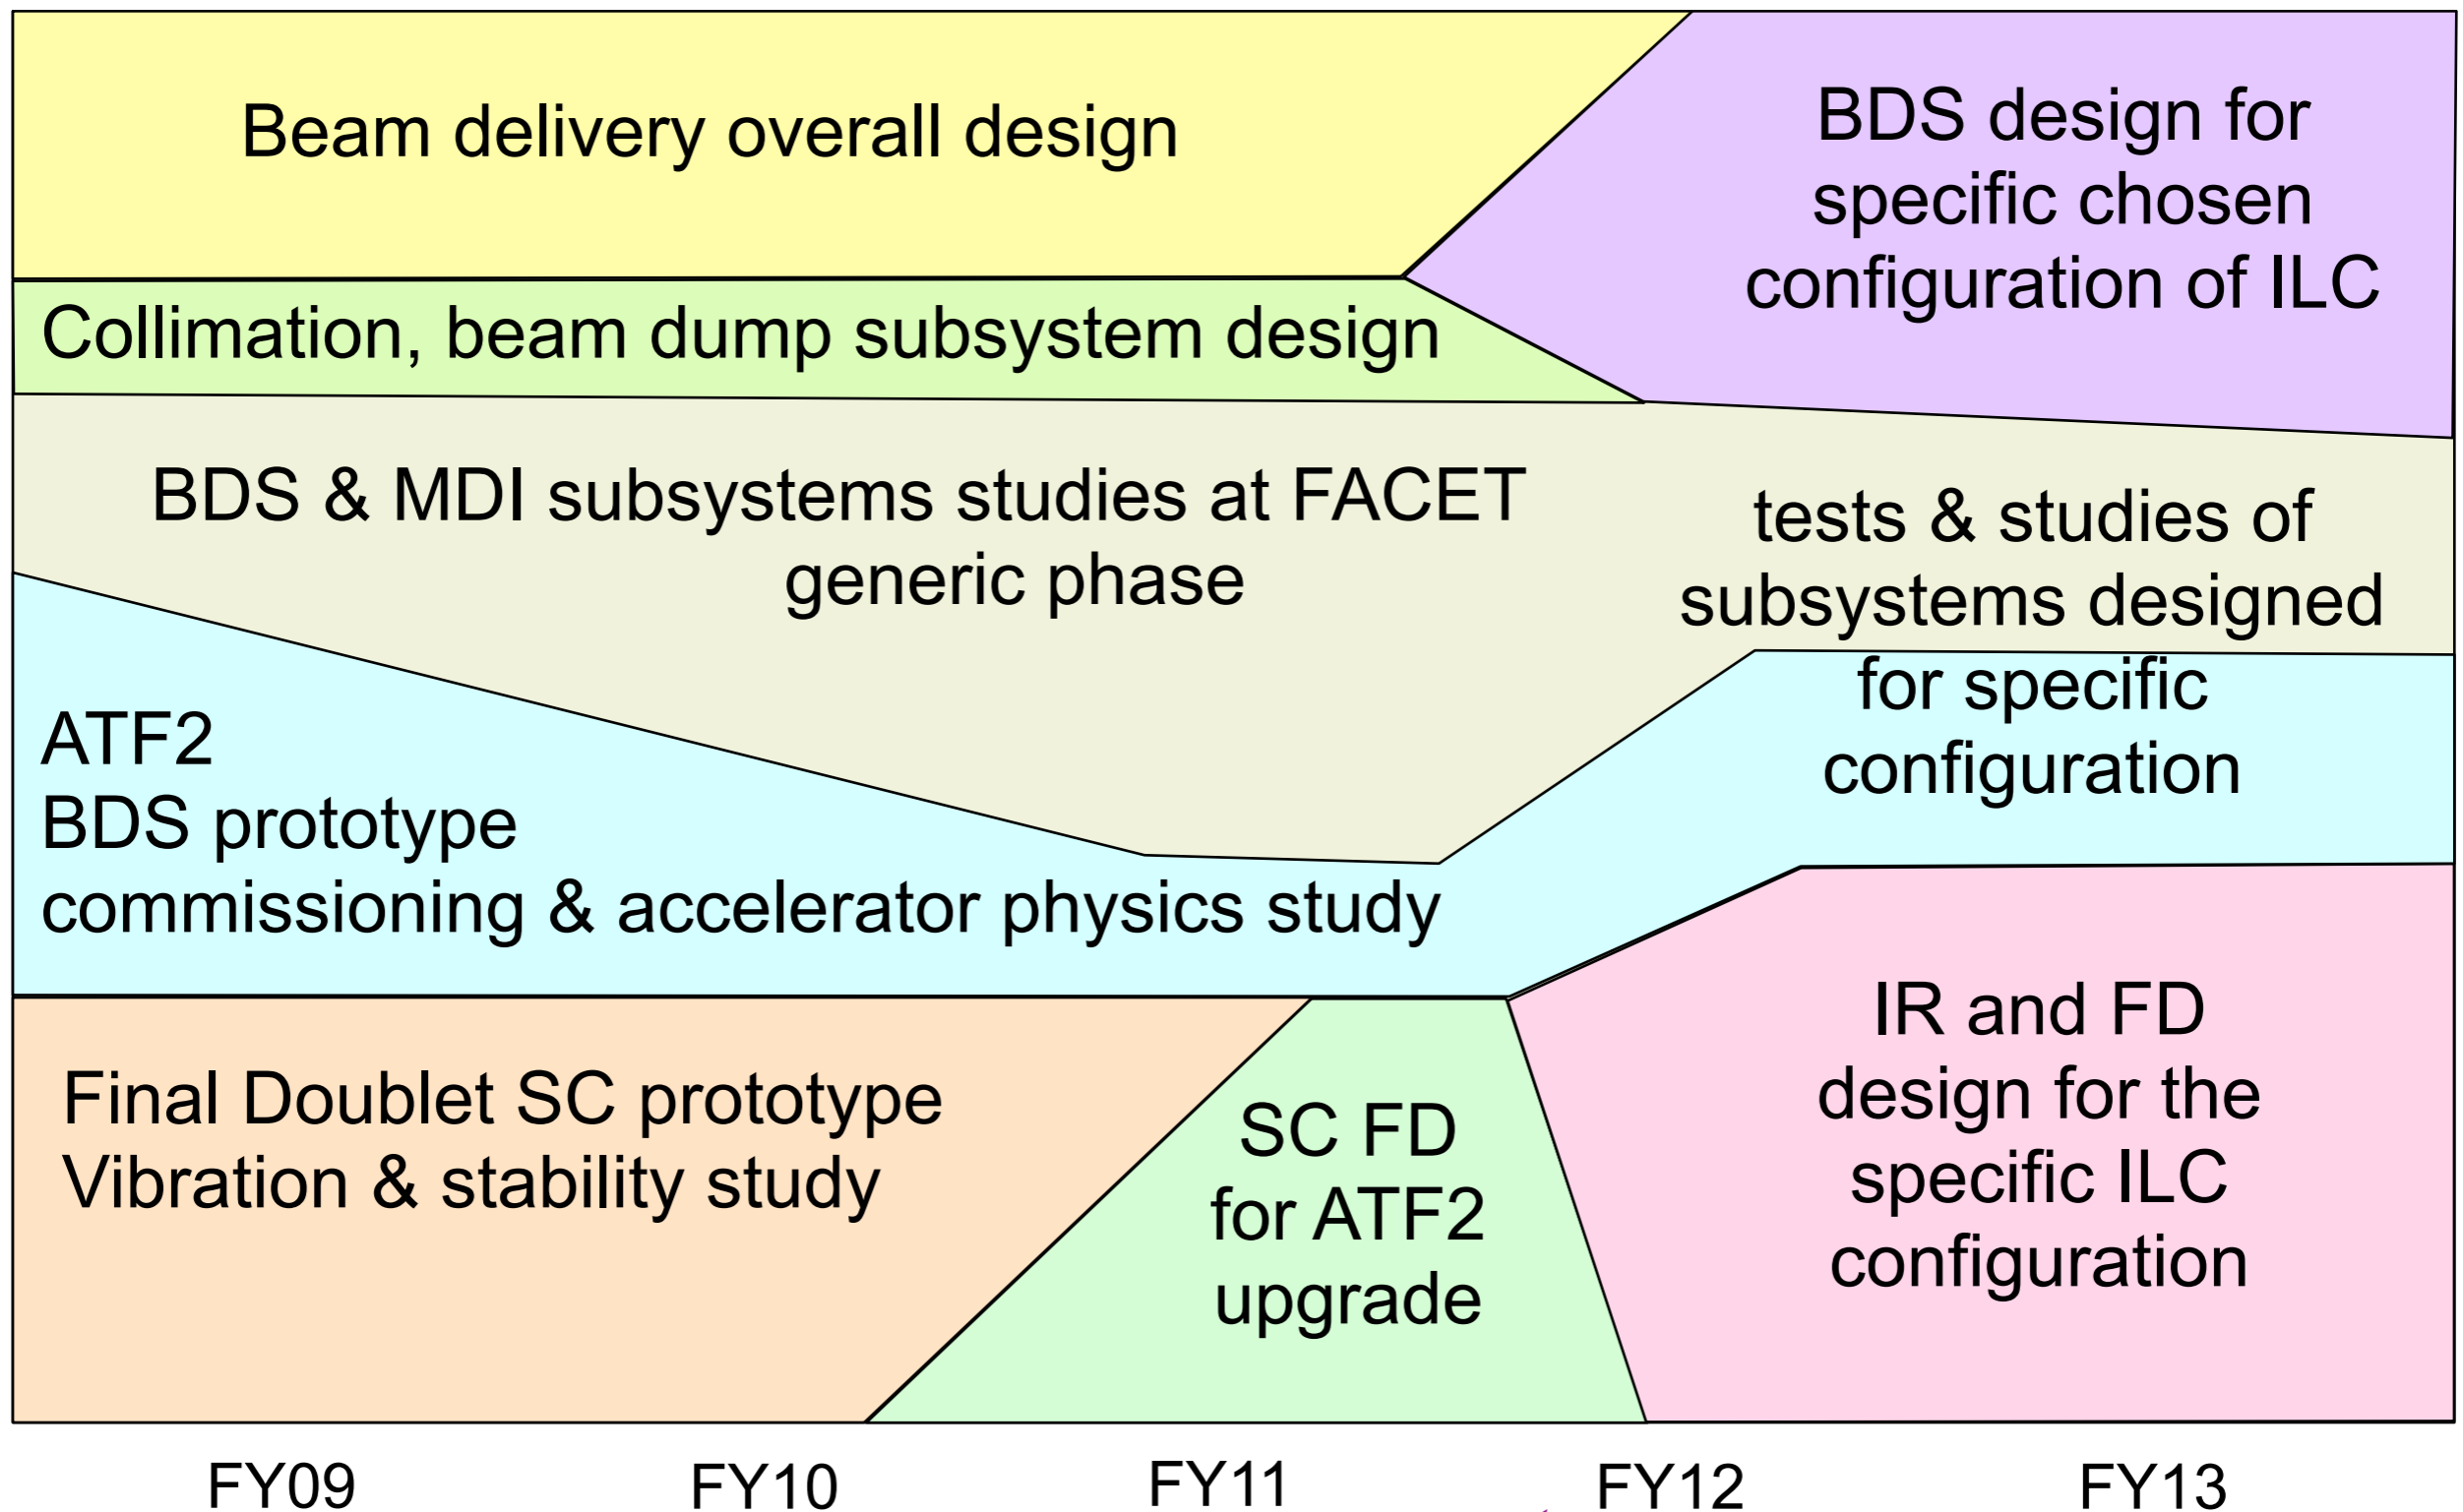 Beam delivery overall design
BDS design for
specific chosen
configuration of ILC
Collimation, beam dump subsystem design
BDS & MDI subsystems studies at FACET
generic phase
tests & studies of
subsystems designed
for specific
configuration
ATF2
BDS prototype
commissioning & accelerator physics study
Final Doublet SC prototype
Vibration & stability study
SC FD
for ATF2
upgrade
IR and FD
design for the
specific ILC
configuration
FY09 FY10 FY11 FY12 FY13